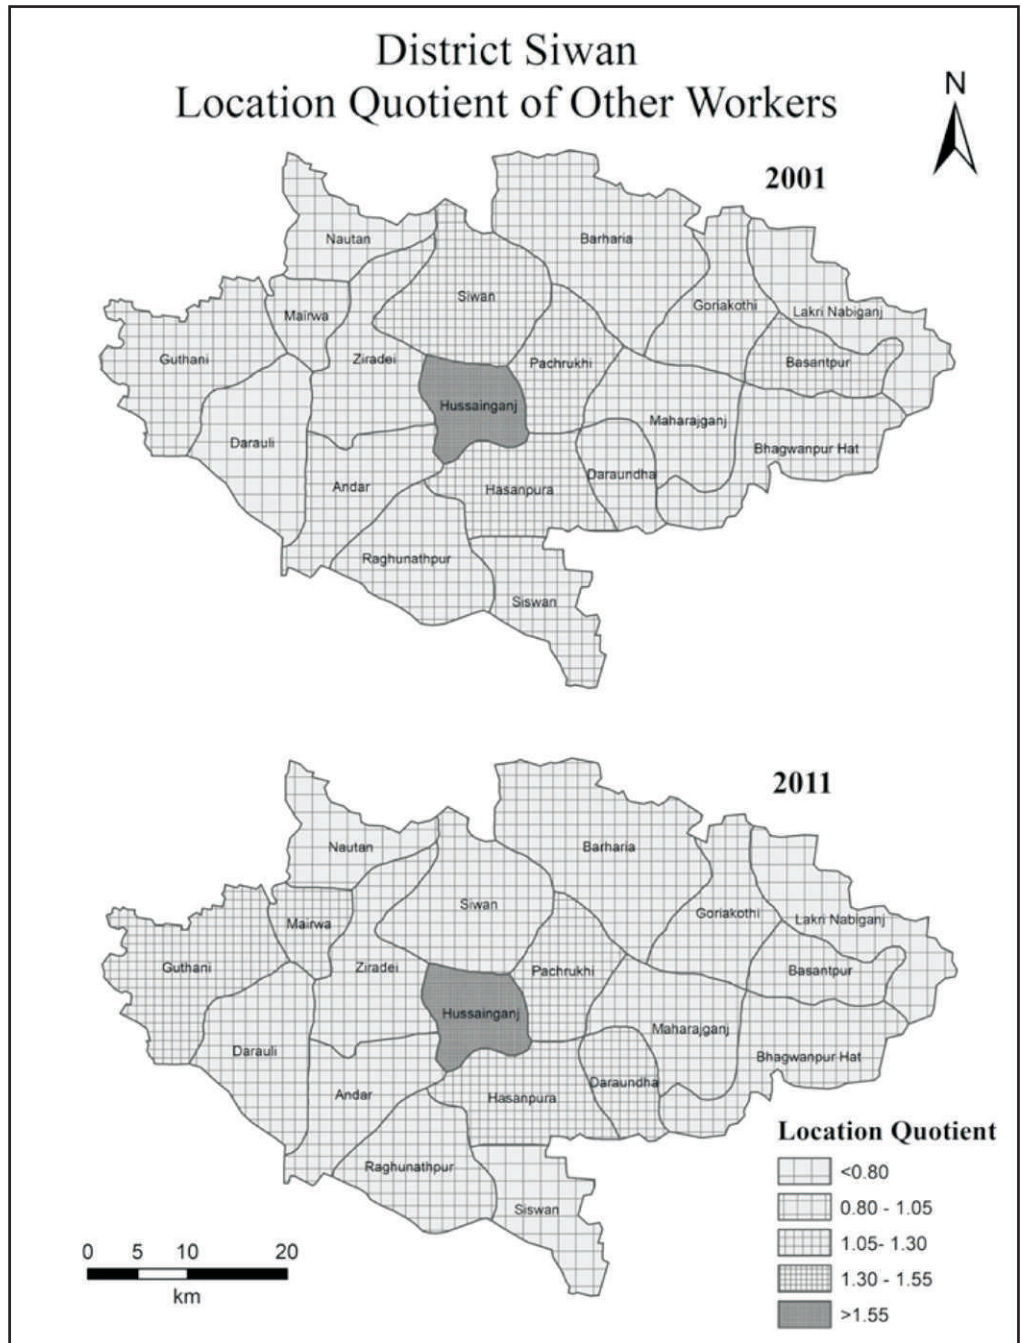 District Siwan
Location Quotient of Other Workers
N
2001
Nautan
Barharia
Siwan
Goriakothi
Lakri Nabiganj
Mairwa
Guthani
Ziradei
Pachrukhi
Basantpur
Hussainganj
Maharajganj
Darauli
Bhagwanpur Hat
Andar
Hasanpura
Daraundha
Raghunathpur
Siswan
2011
Nautan
Barharia
Siwan
Goriakothi
Lakri Nabiganj
Mairwa
Guthani
Ziradei
Pachrukhi
Basantpur
Hussainganj
Maharajganj
Darauli
Bhagwanpur Hat
Andar
Hasanpura
Daraundha
Raghunathpur
Siswan
Location Quotient
<0.80
0.80 - 1.05
1.05- 1.30
1.30 - 1.55
>1.55
0 5 10 20
km